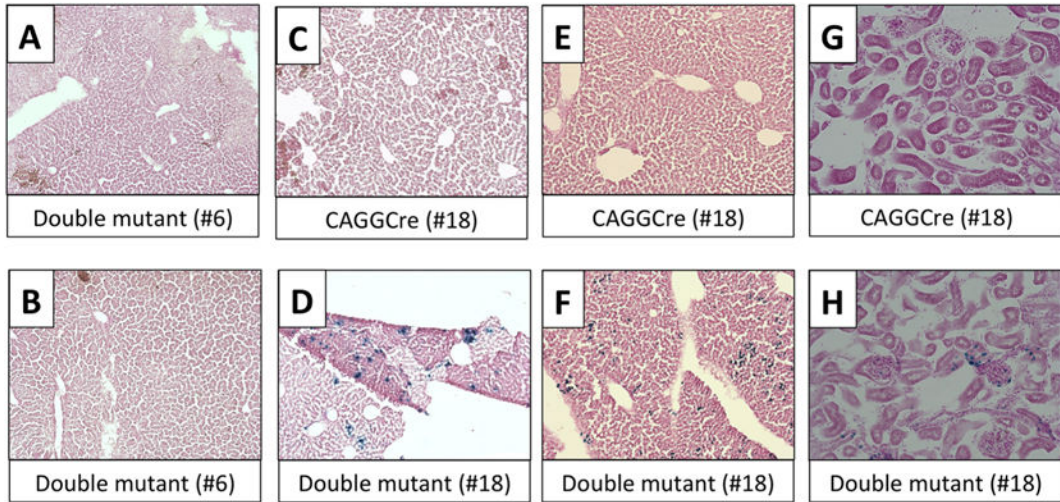 A
C
E
G
Double mutant (#6)
CAGGCre (#18)
CAGGCre (#18)
CAGGCre (#18)
B
D
F
H
Double mutant (#6)
Double mutant (#18)
Double mutant (#18)
Double mutant (#18)